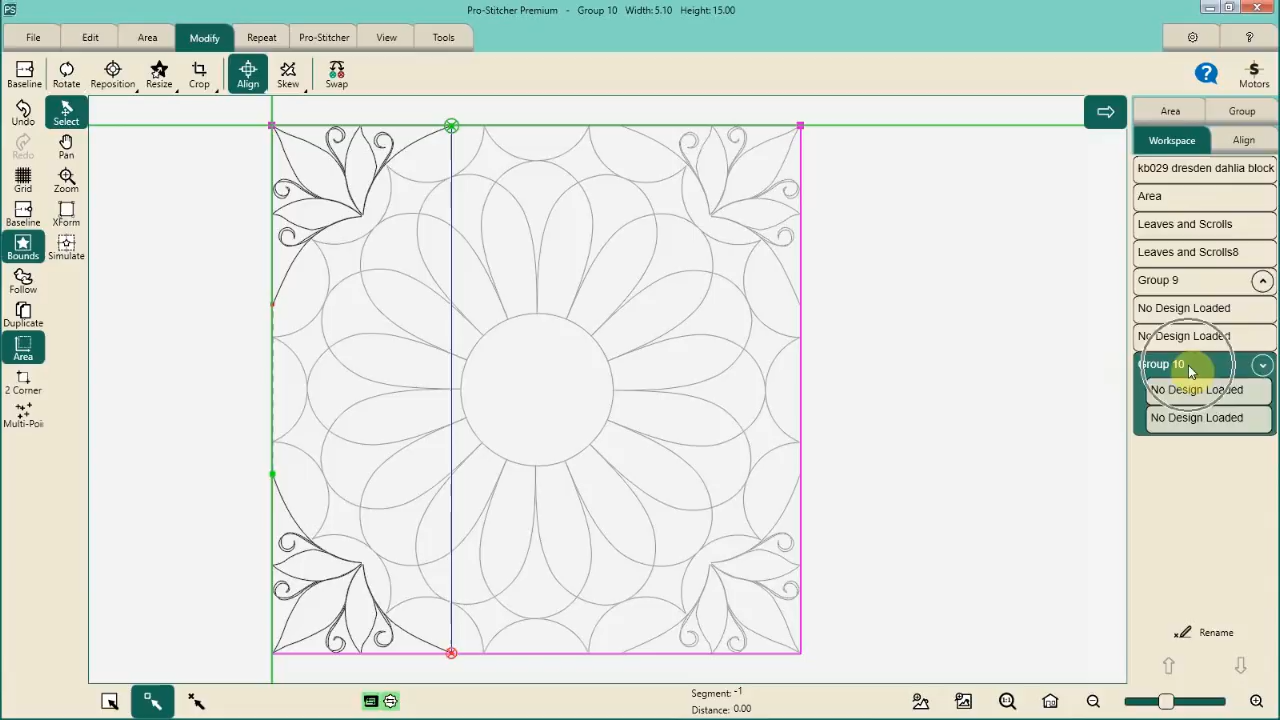 PS
Pro-Stitcher Premium - Group 10 Width:5.10 Height:15.00
File Edit Area Modify Repeat Pro-Stitcher View Tools ?
Baseline Rotate Reposition Resize Crop Align Skew Swap ? Motors
Undo Select
Redo Pan
Grid Zoom
Baseline XForm
Bounds Simulate
Follow
Duplicate
Area
2 Corner
Multi-Poi
Area Group
Workspace Align
kb029 dresden dahlia block
Area
Leaves and Scrolls
Leaves and Scrolls8
Group 9
No Design Loaded
No Design Loaded
Group 10
No Design Loaded
No Design Loaded
Rename
Segment: -1
Distance: 0.00
1:1